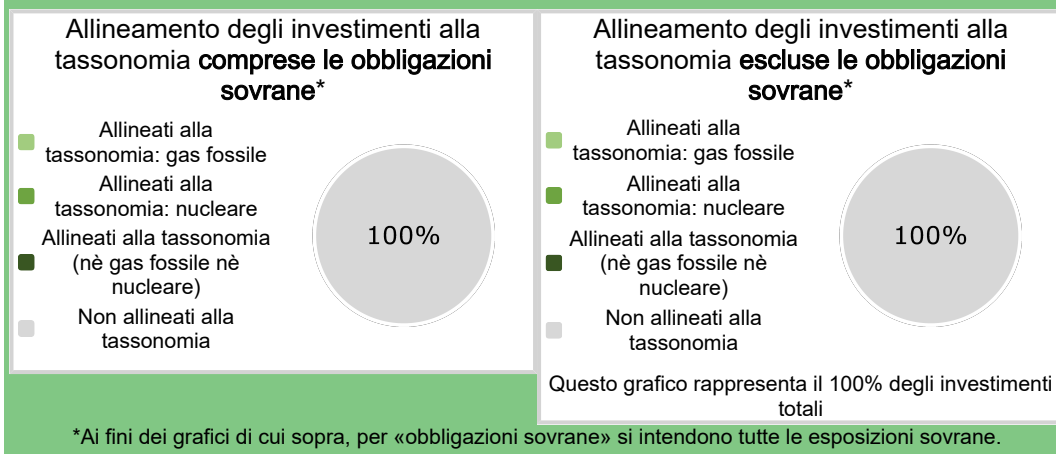 Allineamento degli investimenti alla
tassonomia comprese le obbligazioni
sovrane*
Allineati alla
tassonomia: gas fossile
Allineati alla
tassonomia: nucleare
Allineati alla tassonomia
(nè gas fossile nè
nucleare)
Non allineati alla
tassonomia
100%
Allineamento degli investimenti alla
tassonomia escluse le obbligazioni
sovrane*
Allineati alla
tassonomia: gas fossile
Allineati alla
tassonomia: nucleare
Allineati alla tassonomia
(nè gas fossile nè
nucleare)
Non allineati alla
tassonomia
100%
Questo grafico rappresenta il 100% degli investimenti
totali
*Ai fini dei grafici di cui sopra, per «obbligazioni sovrane» si intendono tutte le esposizioni sovrane.